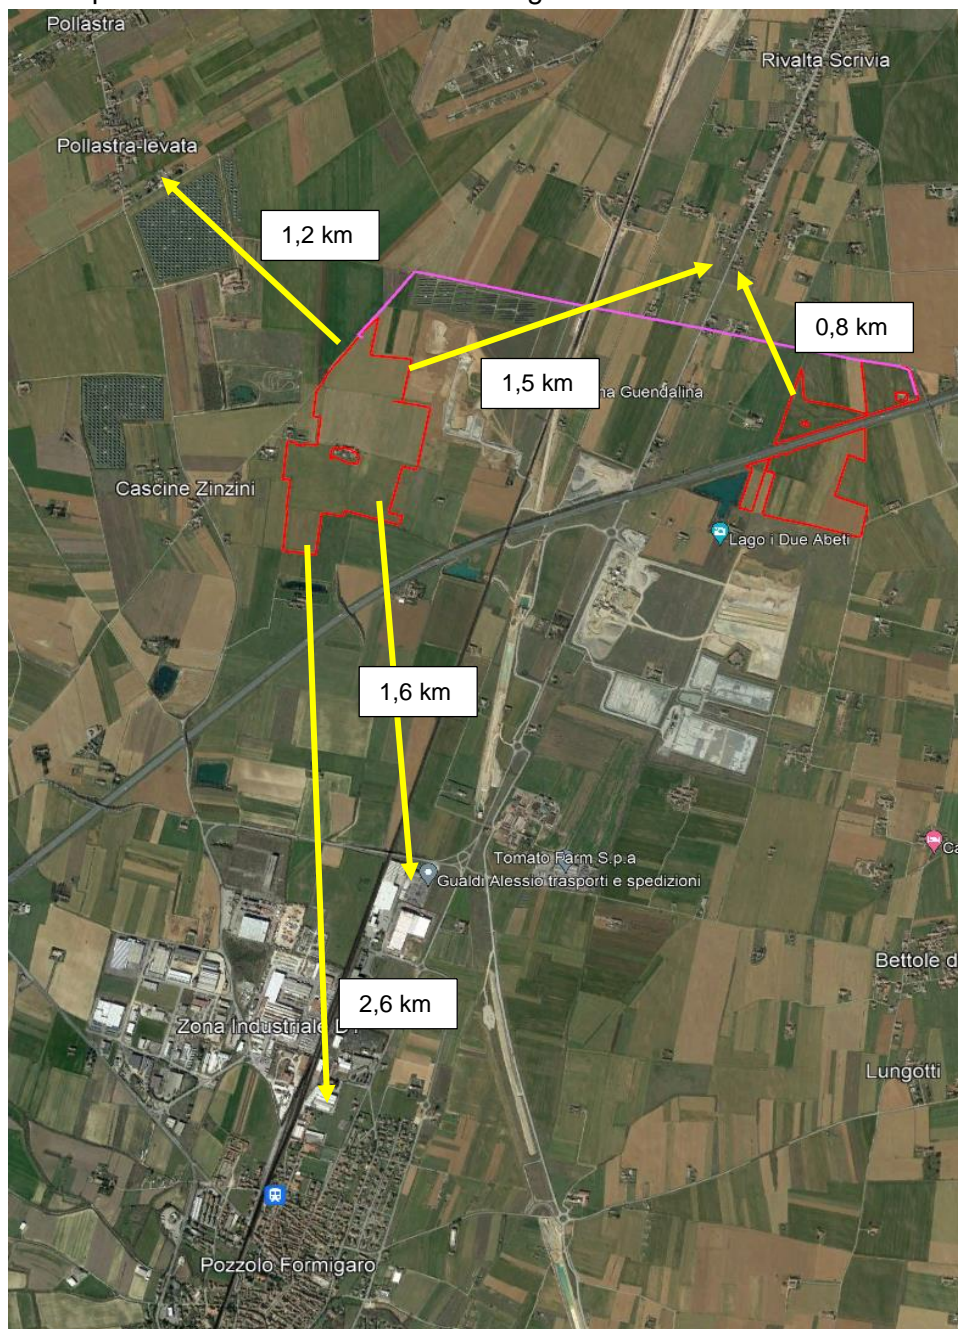 Pollastra
Rivalta Scrivia
Pollastra-levata
1,2 km
0,8 km
1,5 km
na Guendalina
Cascine Zinzini
Lago i Due Abeti
1,6 km
Tomato Farm S.p.a
Gualdi Alessio trasporti e spedizioni
Ca
Bettole d
2,6 km
Zona Industriale D
Lungotti
Pozzolo Formigaro